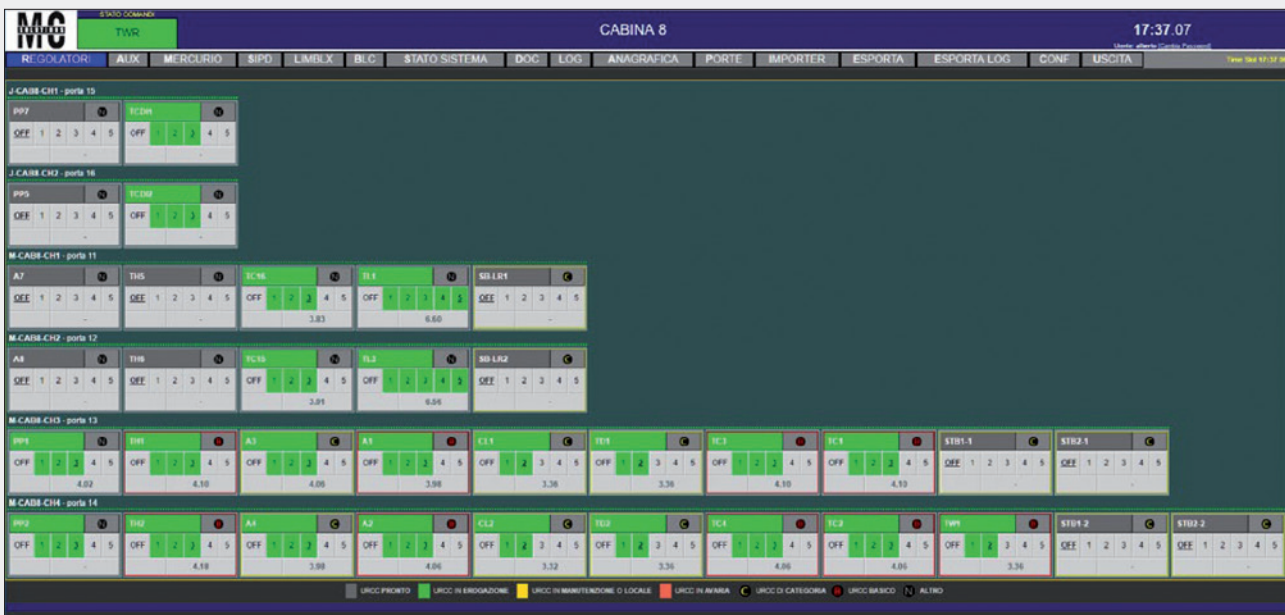 STATO COMANDI
MC
SOLUTIONS
TWR
CABINA 8
17:37.07
Utente: alberto [Cambia Password]
REGOLATORI AUX MERCURIO SIPD LIMBLX BLC STATO SISTEMA DOC LOG ANAGRAFICA PORTE IMPORTER ESPORTA ESPORTA LOG CONF USCITA
J-CAB8-CH1 - porta 15
PP7 N TCDI1 N
OFF 1 2 3 4 5 OFF 1 2 3 4 5
- -
J-CAB8-CH2 - porta 16
PP5 N TCDI2 N
OFF 1 2 3 4 5 OFF 1 2 3 4 5
- -
M-CAB8-CH1 - porta 11
A7 N TH5 N TC16 N TL1 N SB-LR1 C
OFF 1 2 3 4 5 OFF 1 2 3 4 5 OFF 1 2 3 4 5 OFF 1 2 3 4 5 OFF 1 2 3 4 5
- - 3.83 6.60 -
M-CAB8-CH2 - porta 12
A8 N TH6 N TC15 N TL2 N SB-LR2 C
OFF 1 2 3 4 5 OFF 1 2 3 4 5 OFF 1 2 3 4 5 OFF 1 2 3 4 5 OFF 1 2 3 4 5
- - 3.91 6.56 -
M-CAB8-CH3 - porta 13
PP1 N TH1 B A3 C A1 B CL1 C TD1 C TC3 B TC1 B STB1-1 C STB2-1 C
OFF 1 2 3 4 5 OFF 1 2 3 4 5 OFF 1 2 3 4 5 OFF 1 2 3 4 5 OFF 1 2 3 4 5 OFF 1 2 3 4 5 OFF 1 2 3 4 5 OFF 1 2 3 4 5 OFF 1 2 3 4 5 OFF 1 2 3 4 5
4.02 4.10 4.06 3.98 3.36 3.36 4.10 4.10 - -
M-CAB8-CH4 - porta 14
PP2 N TH2 B A4 C A2 B CL2 C TD2 C TC4 B TC2 B TW1 B STB1-2 C STB2-2 C
OFF 1 2 3 4 5 OFF 1 2 3 4 5 OFF 1 2 3 4 5 OFF 1 2 3 4 5 OFF 1 2 3 4 5 OFF 1 2 3 4 5 OFF 1 2 3 4 5 OFF 1 2 3 4 5 OFF 1 2 3 4 5 OFF 1 2 3 4 5 OFF 1 2 3 4 5
4.18 3.98 4.06 3.32 3.36 4.06 4.06 3.36 - -
URCC PRONTO URCC IN EROGAZIONE URCC IN MANUTENZIONE O LOCALE URCC IN AVARIA C URCC DI CATEGORIA B URCC BASICO N ALTRO